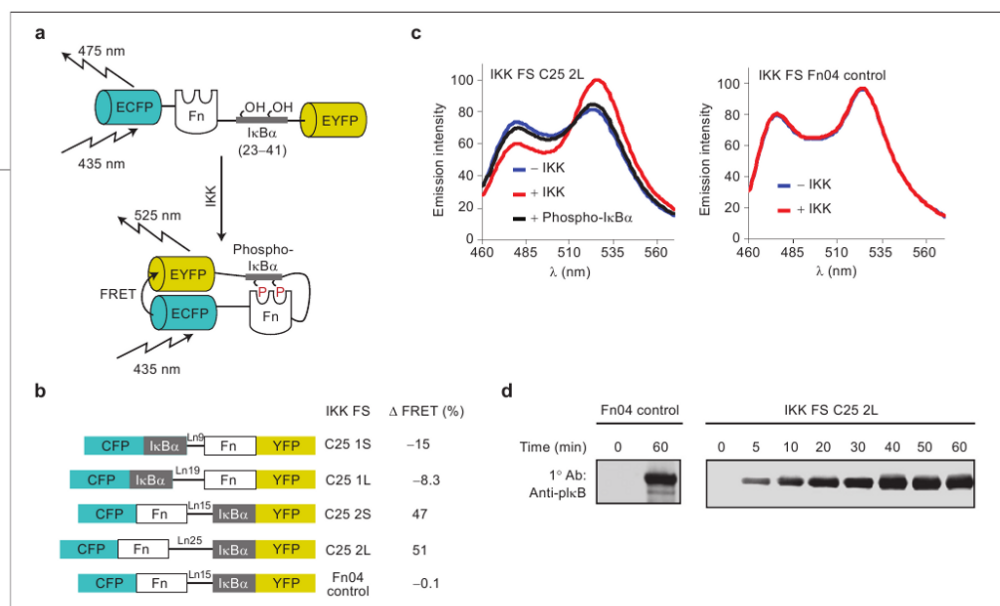 a
475 nm
ECFP
Fn
OH OH
EYFP
IκBα
(23–41)
435 nm
IKK
525 nm
Phospho-
IκBα
EYFP
P P
FRET
ECFP
Fn
435 nm
b
IKK FS Δ FRET (%)
CFP IκBα Ln9 Fn YFP C25 1S –15
CFP IκBα Ln19 Fn YFP C25 1L –8.3
CFP Fn Ln15 IκBα YFP C25 2S 47
CFP Fn Ln25 IκBα YFP C25 2L 51
CFP Fn Ln15 IκBα YFP Fn04 control –0.1
c
IKK FS C25 2L
Emission intensity
100
80
60
40
20
0
– IKK
+ IKK
+ Phospho-IκBα
460 485 510 535 560
λ (nm)
IKK FS Fn04 control
Emission intensity
100
80
60
40
20
0
– IKK
+ IKK
460 485 510 535 560
λ (nm)
d
Fn04 control IKK FS C25 2L
Time (min) 0 60 0 5 10 20 30 40 50 60
1° Ab:
Anti-pIκB